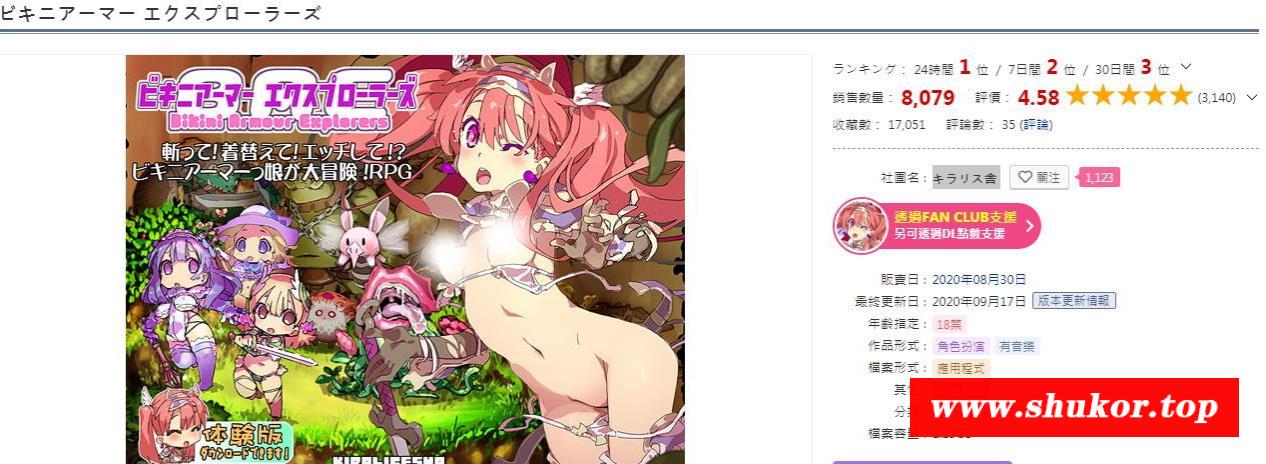 ビキニアーマー エクスプローラーズ
ビキニアーマー エクスプローラーズ
Bikini Armour Explorers
斬って!着替えて!エッチして!?
ビキニアーマーっ娘が大冒険!RPG
体験版
ダウンロードできます!
ランキング: 24時間 1 位 / 7日間 2 位 / 30日間 3 位
銷售數量: 8,079 評價: 4.58 (3,140)
收藏數: 17,051 評論數: 35 (評論)
社團名: キラリス舎 關注 1,123
透過FAN CLUB支援
另可透過DL點數支援
販賣日: 2020年08月30日
最終更新日: 2020年09月17日 版本更新情報
年齡指定: 18禁
作品形式: 角色扮演 有音樂
檔案形式: 應用程式
其
分
檔案容量
www.shukor.top